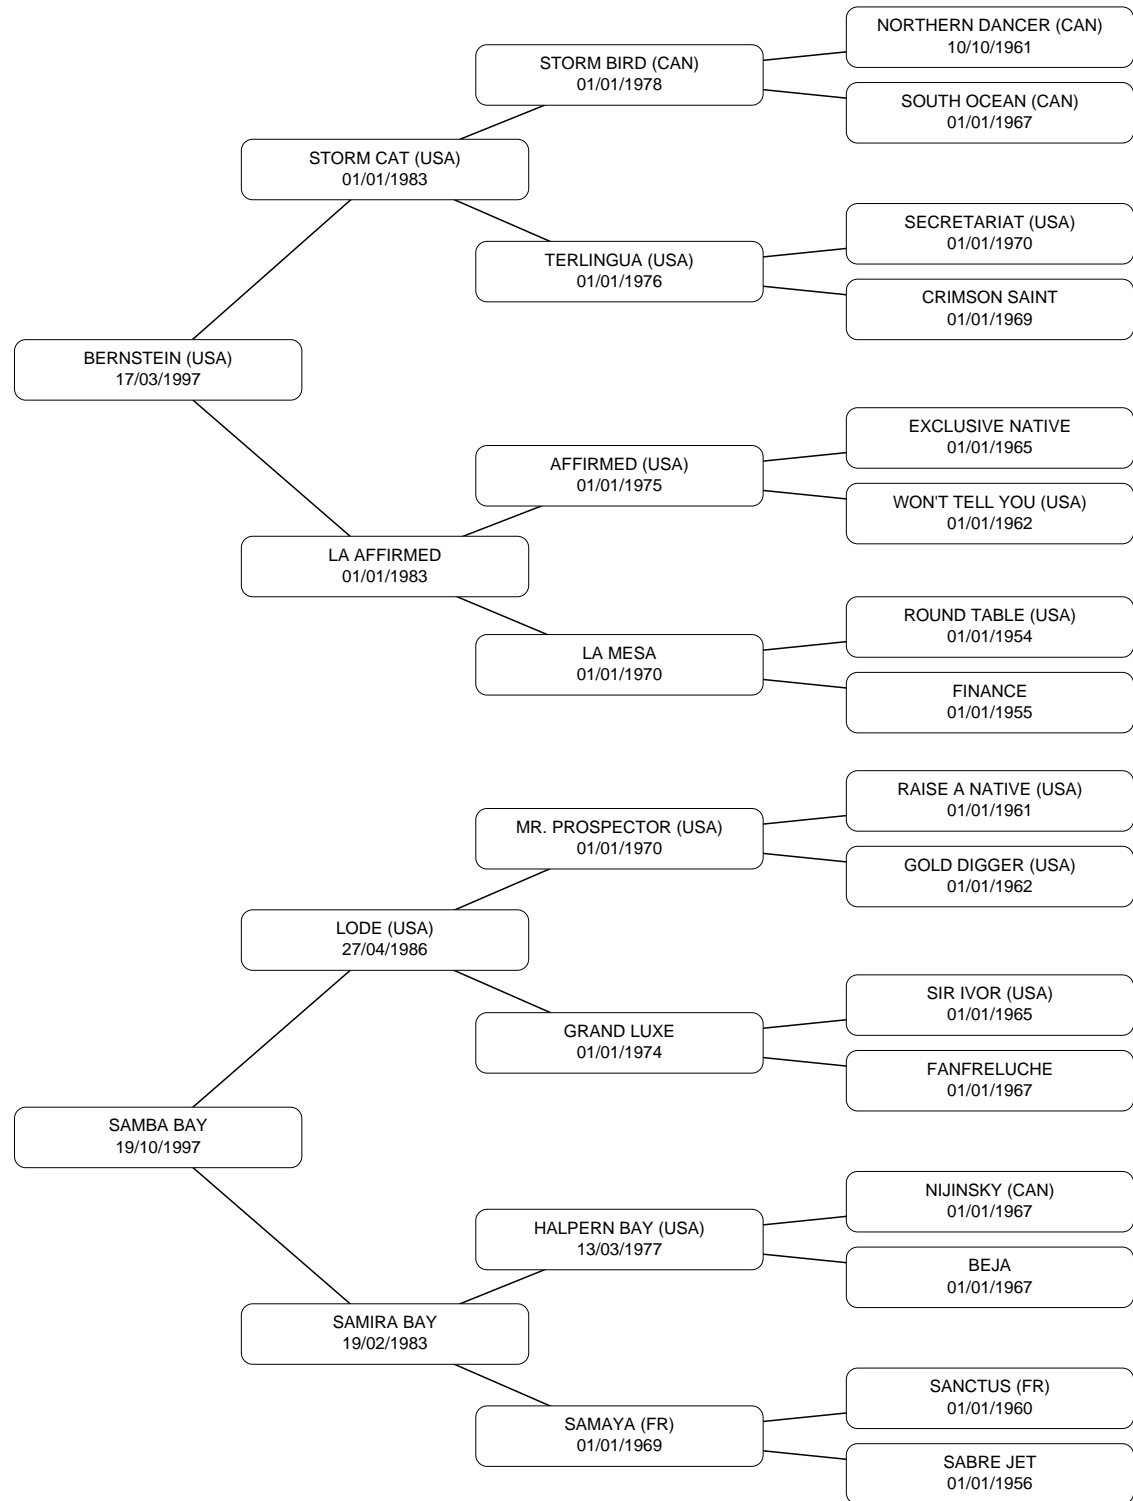 NORTHERN DANCER (CAN)
10/10/1961
STORM BIRD (CAN)
01/01/1978
SOUTH OCEAN (CAN)
01/01/1967
STORM CAT (USA)
01/01/1983
SECRETARIAT (USA)
01/01/1970
TERLINGUA (USA)
01/01/1976
CRIMSON SAINT
01/01/1969
BERNSTEIN (USA)
17/03/1997
EXCLUSIVE NATIVE
01/01/1965
AFFIRMED (USA)
01/01/1975
WON'T TELL YOU (USA)
01/01/1962
LA AFFIRMED
01/01/1983
ROUND TABLE (USA)
01/01/1954
LA MESA
01/01/1970
FINANCE
01/01/1955
RAISE A NATIVE (USA)
01/01/1961
MR. PROSPECTOR (USA)
01/01/1970
GOLD DIGGER (USA)
01/01/1962
LODE (USA)
27/04/1986
SIR IVOR (USA)
01/01/1965
GRAND LUXE
01/01/1974
FANFRELUCHE
01/01/1967
SAMBA BAY
19/10/1997
NIJINSKY (CAN)
01/01/1967
HALPERN BAY (USA)
13/03/1977
BEJA
01/01/1967
SAMIRA BAY
19/02/1983
SANCTUS (FR)
01/01/1960
SAMAYA (FR)
01/01/1969
SABRE JET
01/01/1956